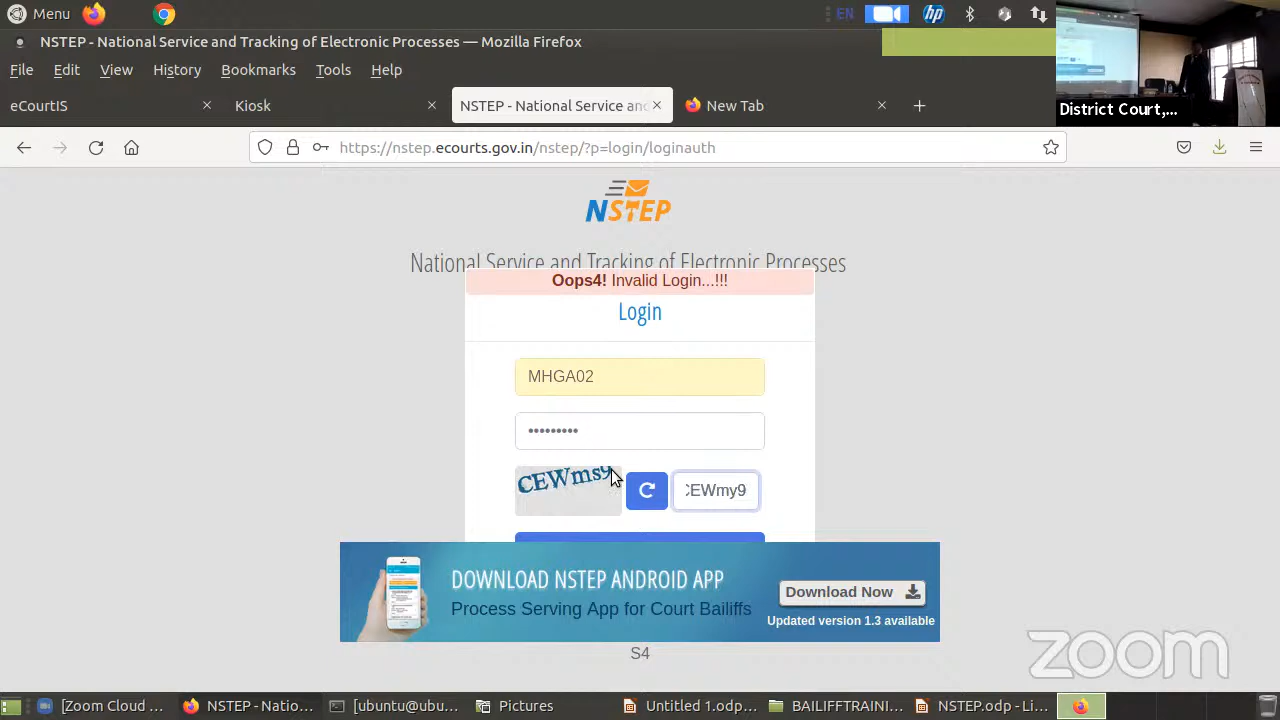 Menu EN hp
NSTEP - National Service and Tracking of Electronic Processes — Mozilla Firefox
File Edit View History Bookmarks Tools Help
District Court,...
eCourtIS Kiosk NSTEP - National Service and New Tab
https://nstep.ecourts.gov.in/nstep/?p=login/loginauth
NSTEP
National Service and Tracking of Electronic Processes
Oops4! Invalid Login...!!!
Login
MHGA02
•••••••••
CEWms9 CEWmy9
DOWNLOAD NSTEP ANDROID APP
Process Serving App for Court Bailiffs
Download Now
Updated version 1.3 available
S4
zoom
[Zoom Cloud ... NSTEP - Natio... [ubuntu@ubu... Pictures Untitled 1.odp... BAILIFFTRAINI... NSTEP.odp - Li...